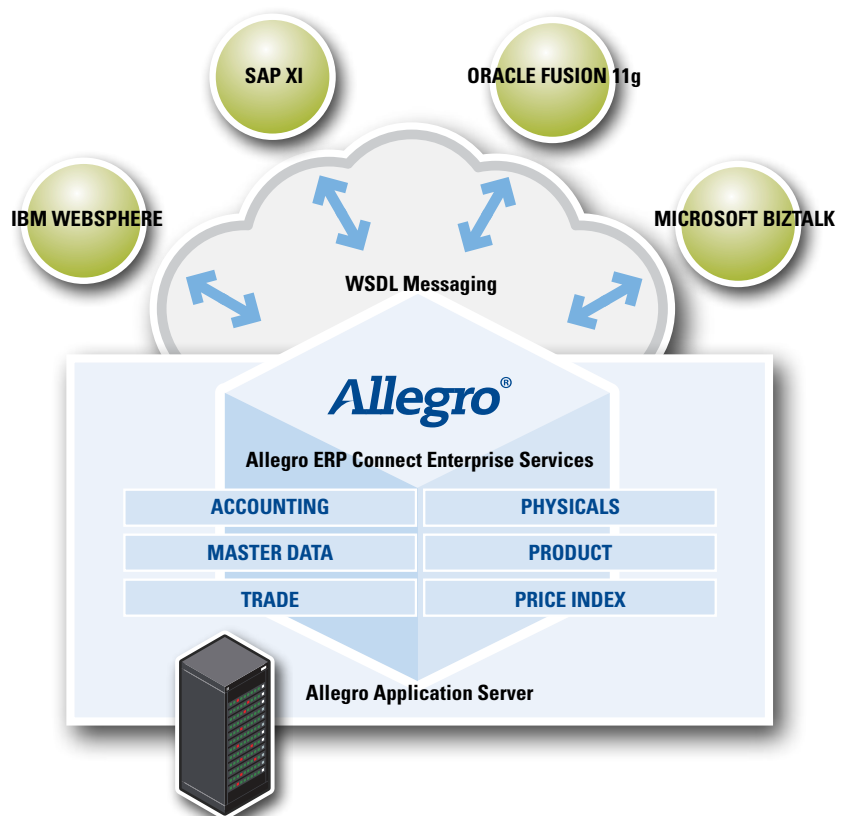 SAP XI
ORACLE FUSION 11g
IBM WEBSPHERE
MICROSOFT BIZTALK
WSDL Messaging
Allegro®
Allegro ERP Connect Enterprise Services
ACCOUNTING
PHYSICALS
MASTER DATA
PRODUCT
TRADE
PRICE INDEX
Allegro Application Server